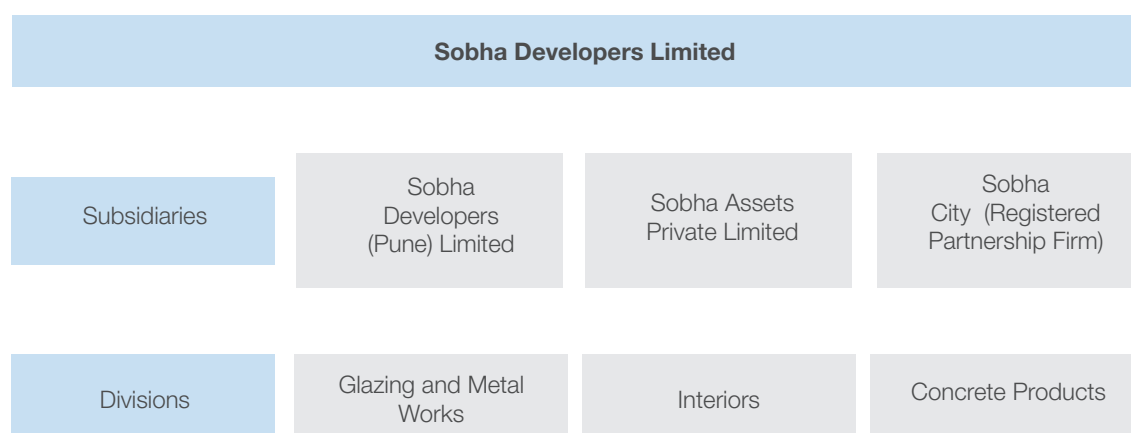 Sobha Developers Limited
Subsidiaries
Sobha
Developers
(Pune) Limited
Sobha Assets
Private Limited
Sobha
City (Registered
Partnership Firm)
Divisions
Glazing and Metal
Works
Interiors
Concrete Products